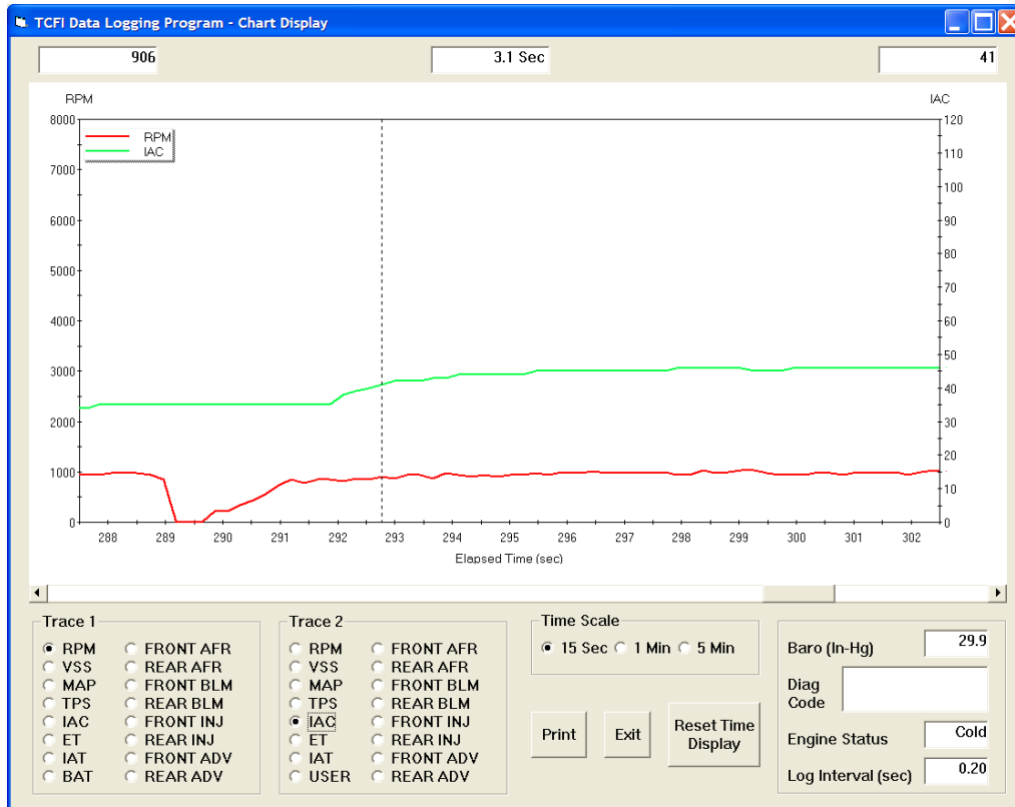 TCFI Data Logging Program - Chart Display
906 3.1 Sec 41
RPM IAC
8000 120
RPM
IAC
110
7000
100
6000 90
80
5000
70
4000 60
50
3000
40
2000 30
20
1000
10
0 0
288 289 290 291 292 293 294 295 296 297 298 299 300 301 302
Elapsed Time (sec)
Trace 1
RPM FRONT AFR
VSS REAR AFR
MAP FRONT BLM
TPS REAR BLM
IAC FRONT INJ
ET REAR INJ
IAT FRONT ADV
BAT REAR ADV
Trace 2
RPM FRONT AFR
VSS REAR AFR
MAP FRONT BLM
TPS REAR BLM
IAC FRONT INJ
ET REAR INJ
IAT FRONT ADV
USER REAR ADV
Time Scale
15 Sec 1 Min 5 Min
Print Exit Reset Time
Display
Baro (In-Hg) 29.9
Diag
Code
Engine Status Cold
Log Interval (sec) 0.20